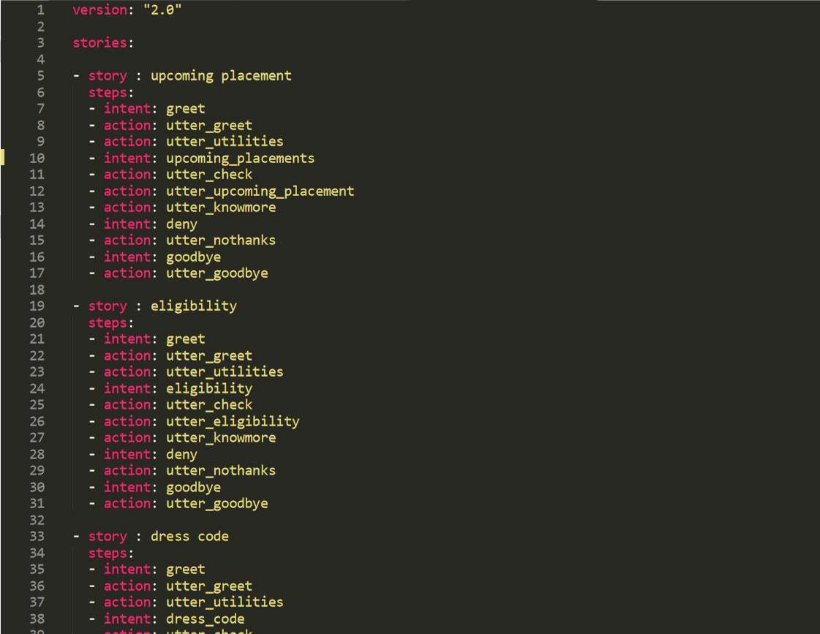 1 version: "2.0"
2
3 stories:
4
5 - story : upcoming placement
6 steps:
7 - intent: greet
8 - action: utter_greet
9 - action: utter_utilities
10 - intent: upcoming_placements
11 - action: utter_check
12 - action: utter_upcoming_placement
13 - action: utter_knowmore
14 - intent: deny
15 - action: utter_nothanks
16 - intent: goodbye
17 - action: utter_goodbye
18
19 - story : eligibility
20 steps:
21 - intent: greet
22 - action: utter_greet
23 - action: utter_utilities
24 - intent: eligibility
25 - action: utter_check
26 - action: utter_eligibility
27 - action: utter_knowmore
28 - intent: deny
29 - action: utter_nothanks
30 - intent: goodbye
31 - action: utter_goodbye
32
33 - story : dress code
34 steps:
35 - intent: greet
36 - action: utter_greet
37 - action: utter_utilities
38 - intent: dress_code
39 - action: utter_check